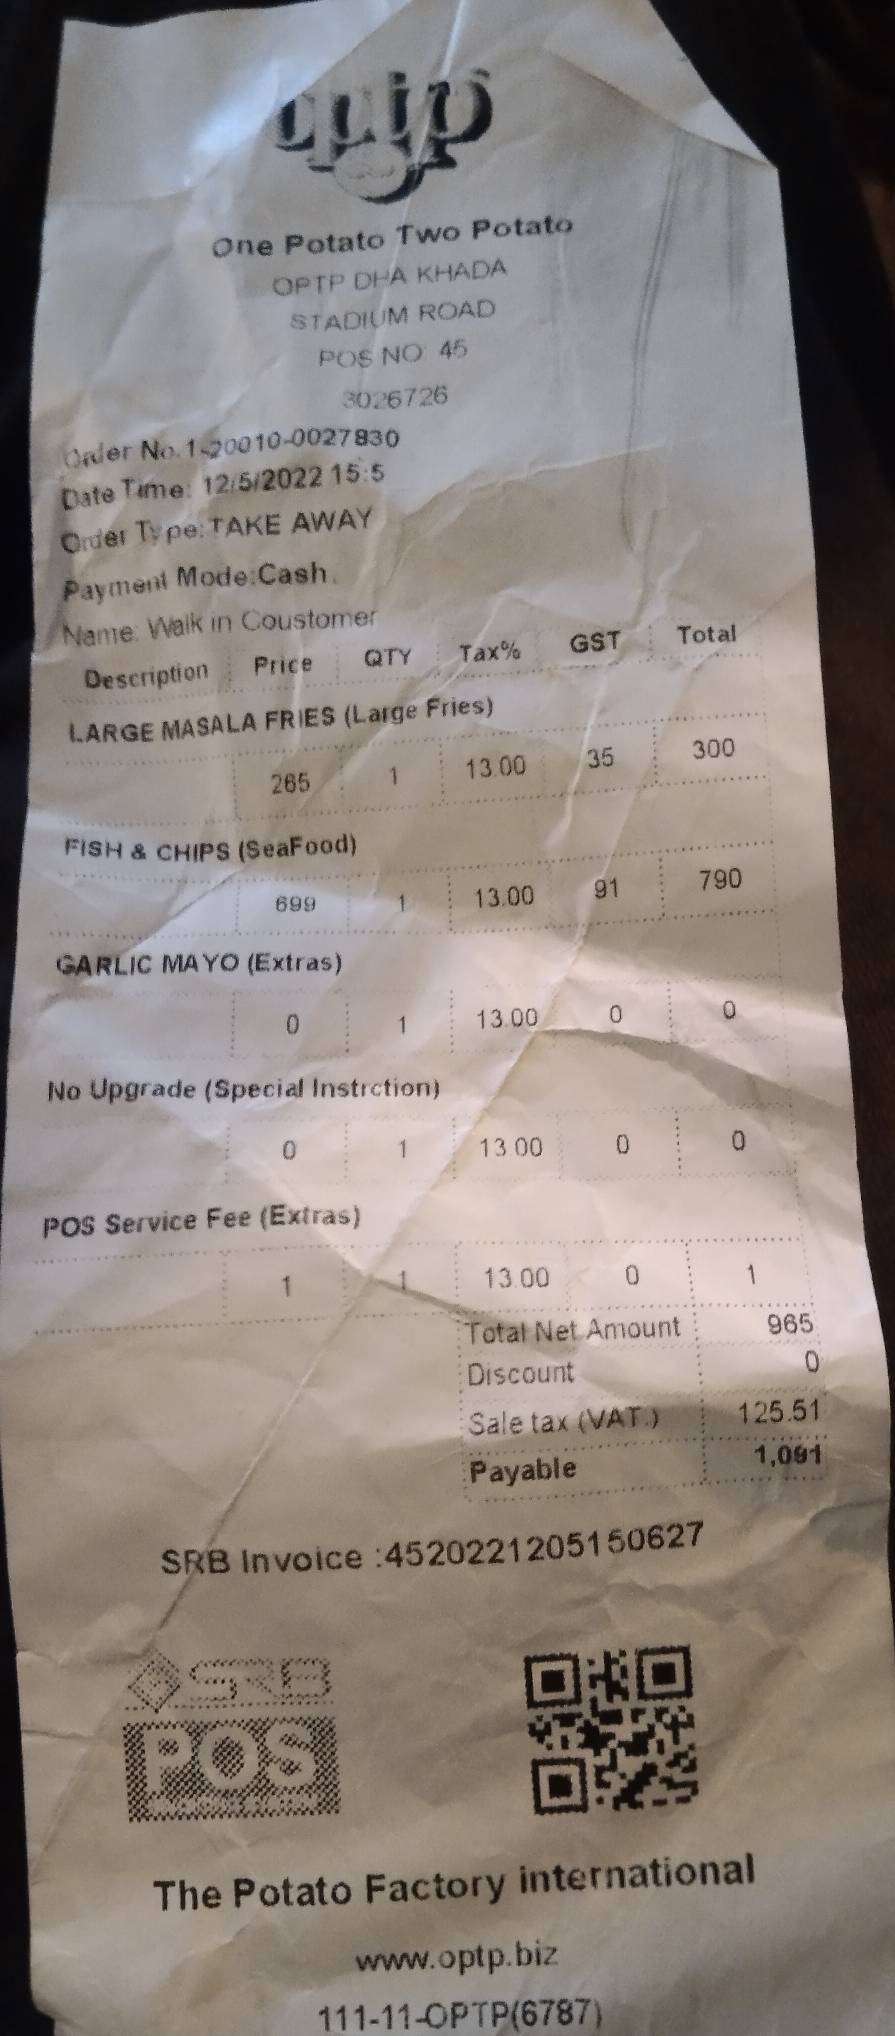 optp
One Potato Two Potato
OPTP DHA KHADA
STADIUM ROAD
POS NO 45
3026726
Order No.1-20010-0027830
Date Time: 12/5/2022 15:5
Order Type:TAKE AWAY
Payment Mode:Cash
Name: Walk in Coustomer
Description Price QTY Tax% GST Total
LARGE MASALA FRIES (Large Fries)
265 1 13.00 35 300
FISH & CHIPS (SeaFood)
699 1 13.00 91 790
GARLIC MAYO (Extras)
0 1 13.00 0 0
No Upgrade (Special Instrction)
0 1 13.00 0 0
POS Service Fee (Extras)
1 1 13.00 0 1
Total Net Amount 965
Discount 0
Sale tax (VAT.) 125.51
Payable 1,091
SRB Invoice :4520221205150627
SRB
POS
The Potato Factory international
www.optp.biz
111-11-OPTP(6787)